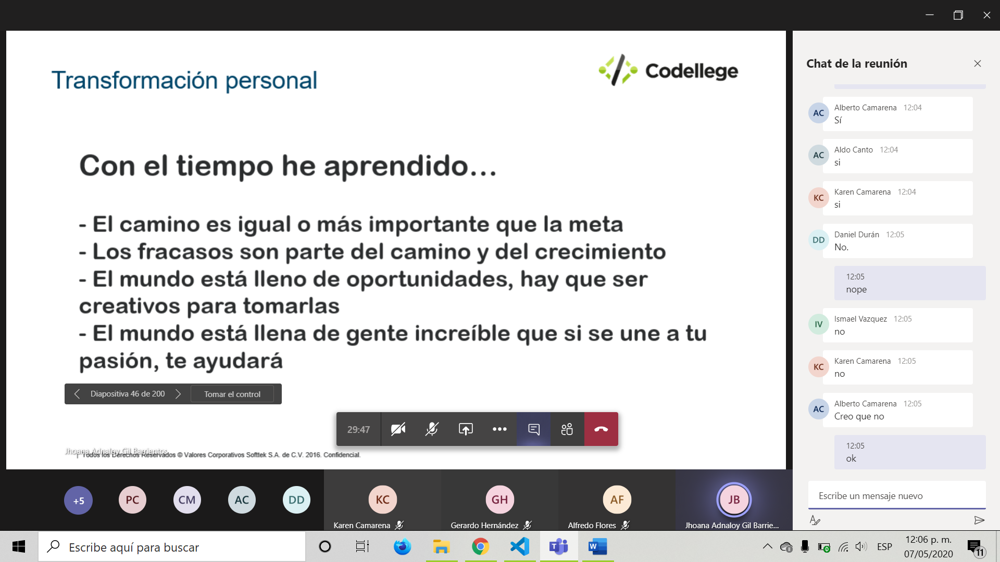 Transformación personal
Codellege
Con el tiempo he aprendido...
- El camino es igual o más importante que la meta
- Los fracasos son parte del camino y del crecimiento
- El mundo está lleno de oportunidades, hay que ser
creativos para tomarlas
- El mundo está llena de gente increíble que si se une a tu
pasión, te ayudará
Diapositiva 46 de 200
Tomar el control
29:47
Jhoana Adnaloy Gil Barrientos
| Todos los Derechos Reservados © Valores Corporativos Softtek S.A. de C.V. 2016. Confidencial.
+5
PC
CM
AC
DD
KC
Karen Camarena
GH
Gerardo Hernández
AF
Alfredo Flores
JB
Jhoana Adnaloy Gil Barrie...
Chat de la reunión
AC
Alberto Camarena 12:04
Sí
AC
Aldo Canto 12:04
si
KC
Karen Camarena 12:04
si
DD
Daniel Durán 12:05
No.
12:05
nope
IV
Ismael Vazquez 12:05
no
KC
Karen Camarena 12:05
no
AC
Alberto Camarena 12:05
Creo que no
12:05
ok
Escribe un mensaje nuevo
Escribe aquí para buscar
ESP
12:06 p. m.
07/05/2020
11